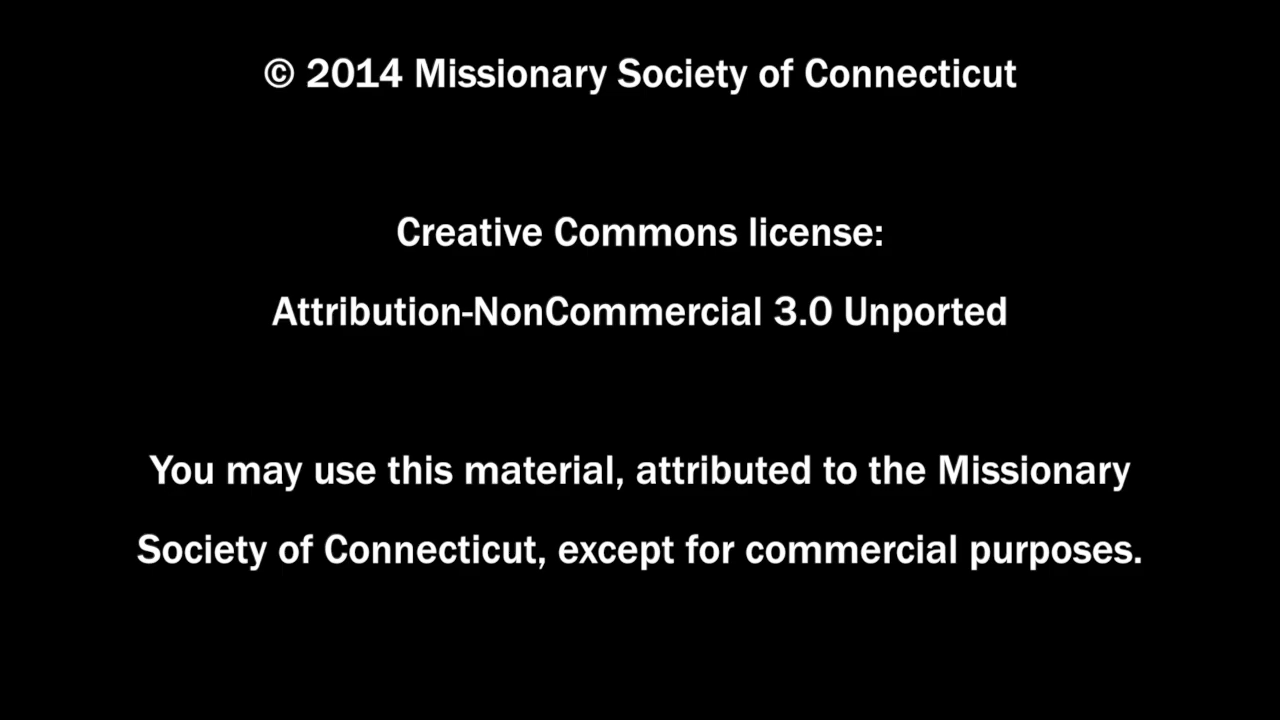 © 2014 Missionary Society of Connecticut
Creative Commons license:
Attribution-NonCommercial 3.0 Unported
You may use this material, attributed to the Missionary
Society of Connecticut, except for commercial purposes.